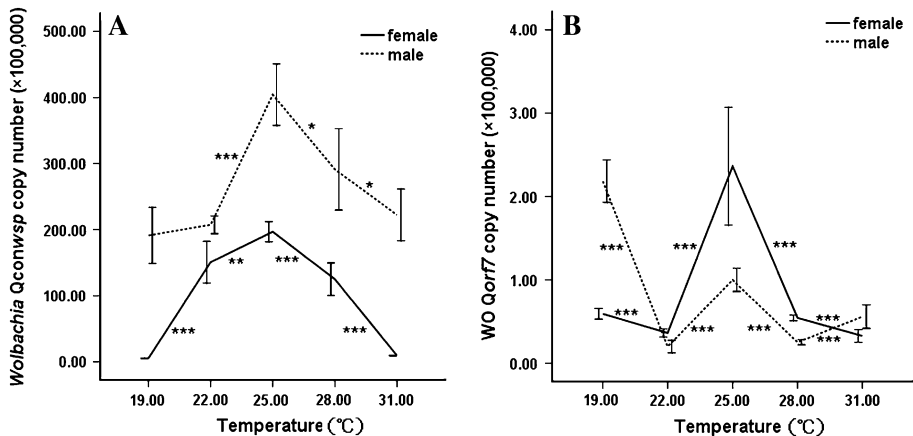 A
female
male
Wolbachia Qconwsp copy number (×100,000)
500.00
400.00
300.00
200.00
100.00
0.00
***
*
*
***
**
***
***
19.00 22.00 25.00 28.00 31.00
Temperature (℃)
B
female
male
WO Qorf7 copy number (×100,000)
4.00
3.00
2.00
1.00
0.00
*** *** ***
*** *** *** ***
***
19.00 22.00 25.00 28.00 31.00
Temperature (℃)